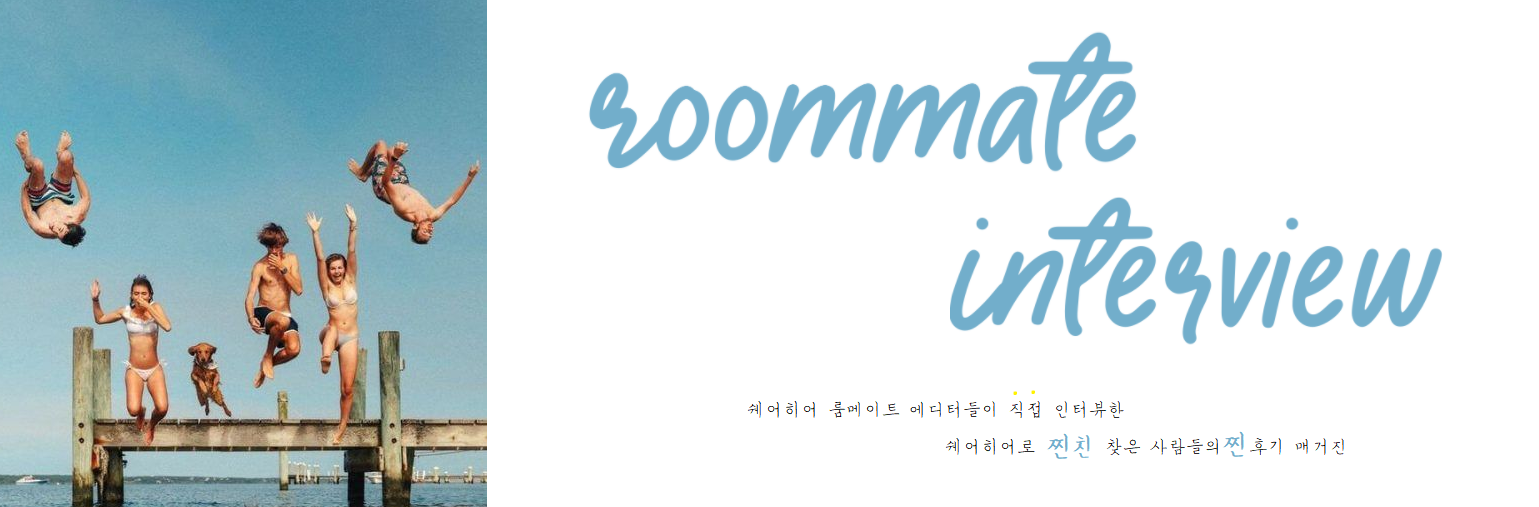 roommate
interview
쉐어히어 룸메이트 에디터들이 직접 인터뷰한
쉐어히어로 찐친 찾은 사람들의 찐 후기 매거진